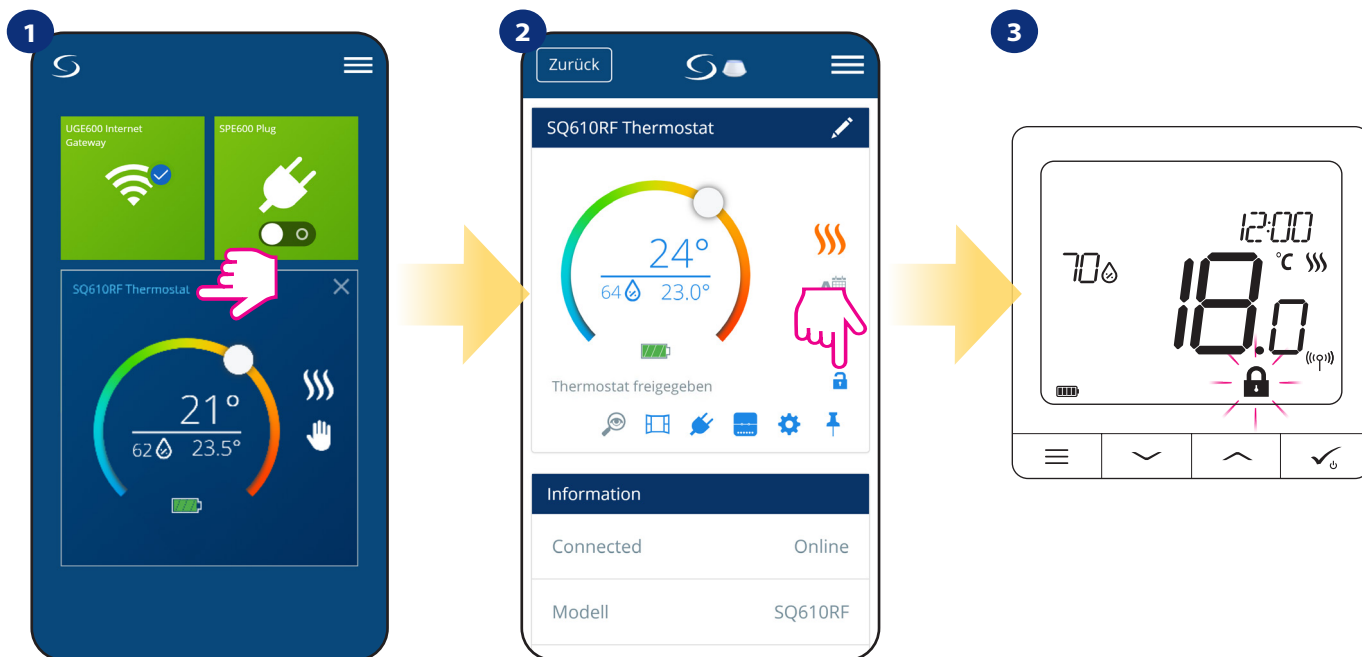 1
UGE600 Internet
Gateway
SPE600 Plug
SQ610RF Thermostat
21°
62 23.5°
2
Zurück
SQ610RF Thermostat
24°
64 23.0°
A
Thermostat freigegeben
Information
Connected Online
Modell SQ610RF
3
12:00
70
18.0 °C